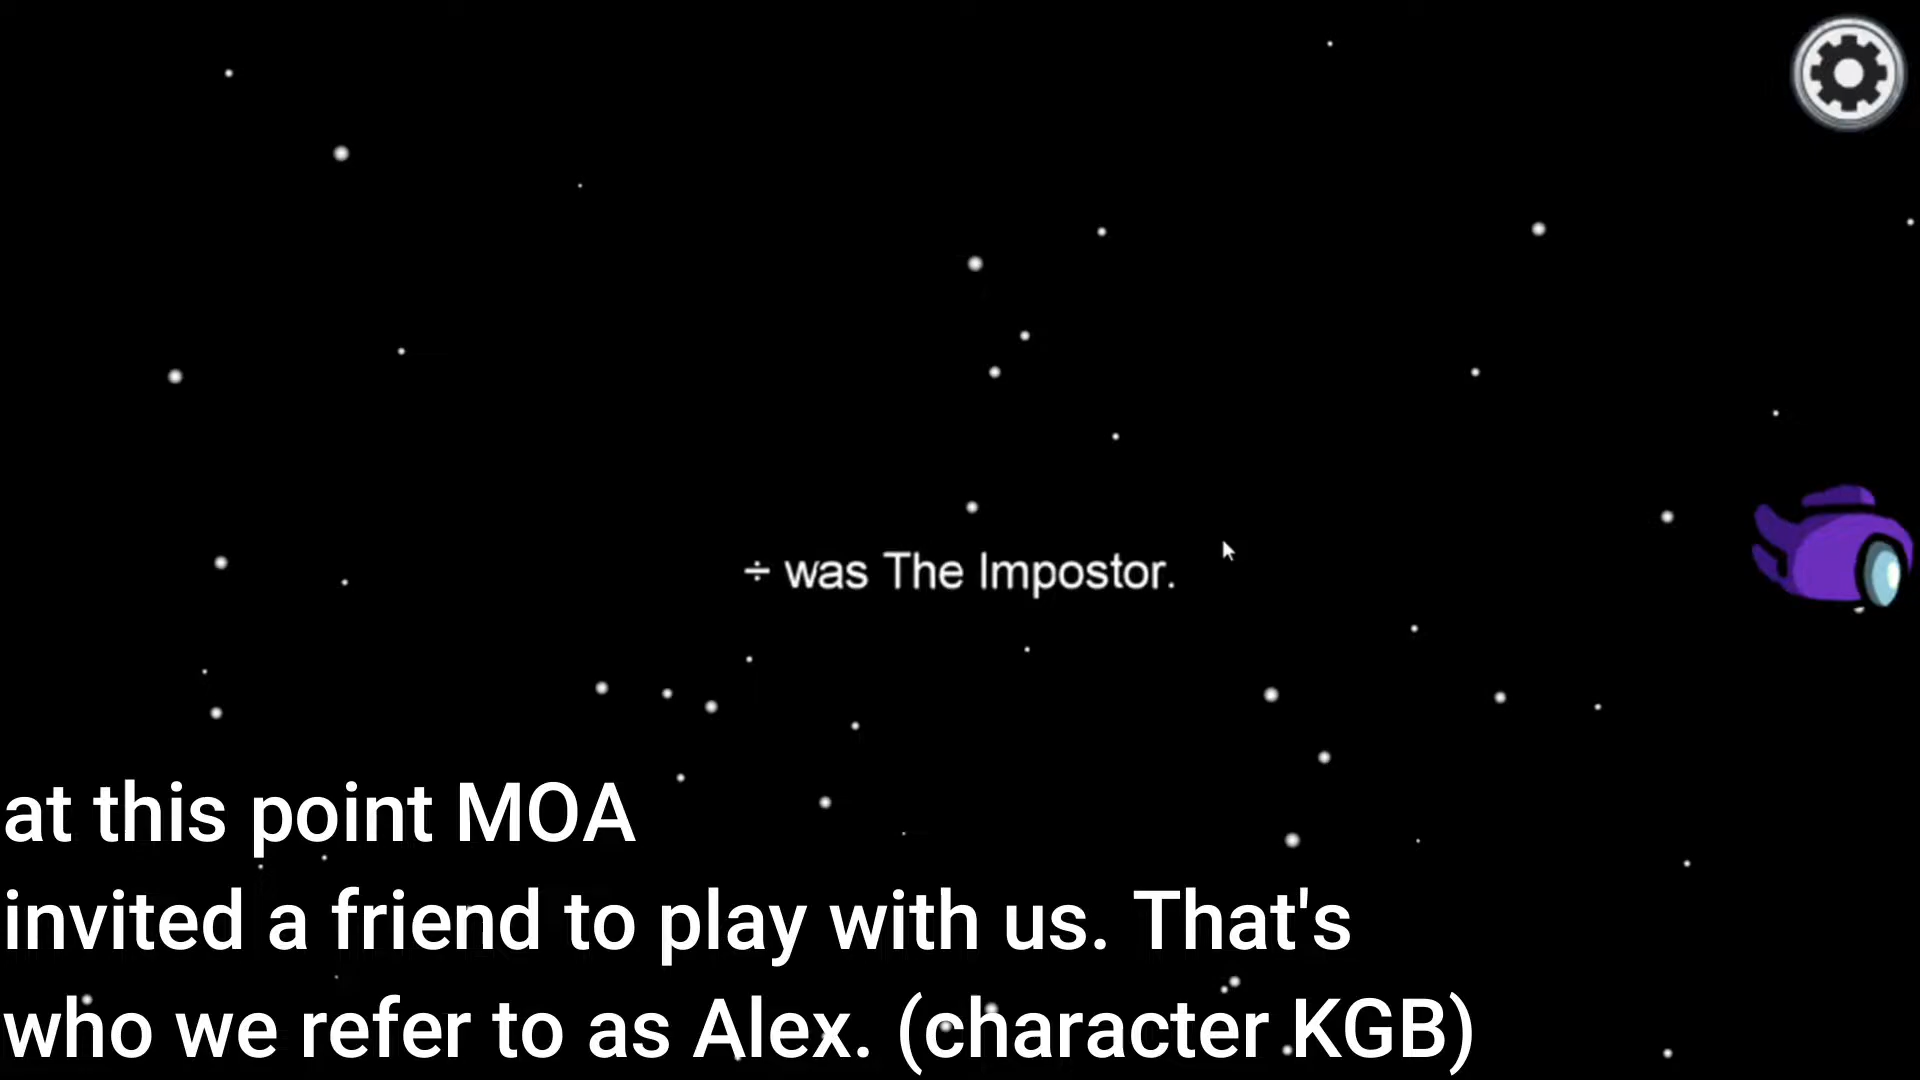 ÷ was The Impostor.
at this point MOA
invited a friend to play with us. That's
who we refer to as Alex. (character KGB)